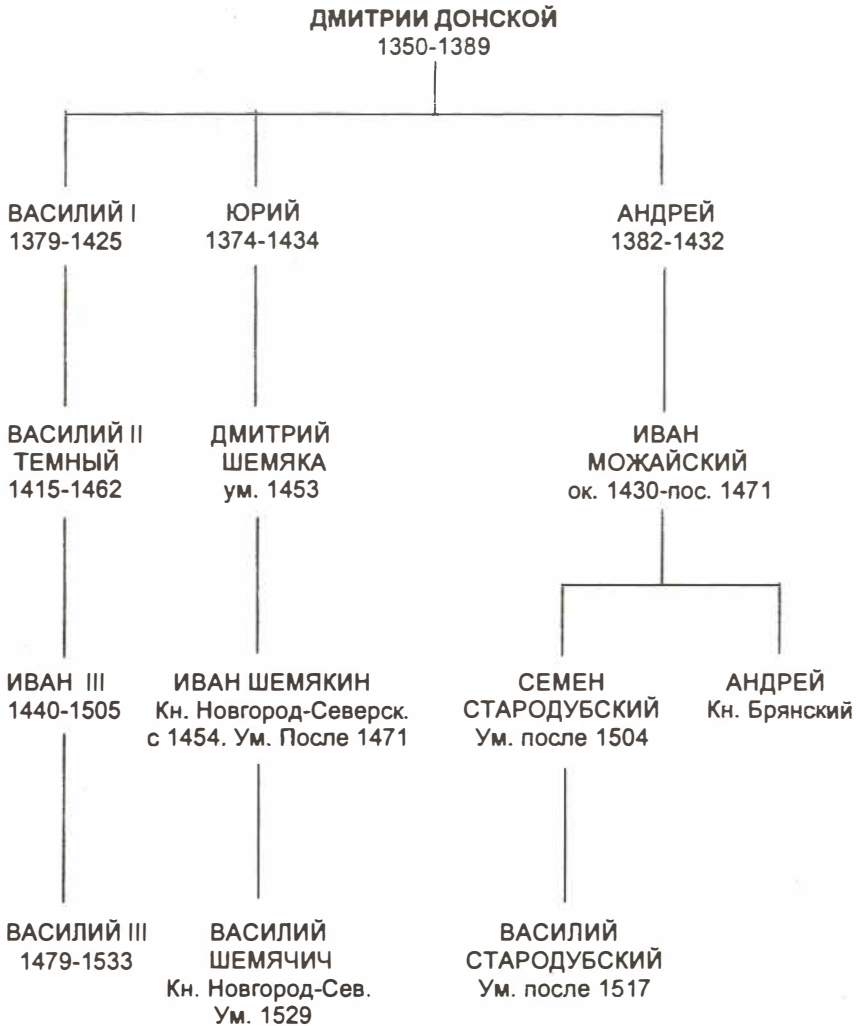 ДМИТРИИ ДОНСКОЙ
1350-1389
ВАСИЛИЙ I
1379-1425
ЮРИЙ
1374-1434
АНДРЕЙ
1382-1432
ВАСИЛИЙ II
ТЕМНЫЙ
1415-1462
ДМИТРИЙ
ШЕМЯКА
ум. 1453
ИВАН
МОЖАЙСКИЙ
ок. 1430-пос. 1471
ИВАН III
1440-1505
ИВАН ШЕМЯКИН
Кн. Новгород-Северск.
с 1454. Ум. После 1471
СЕМЕН
СТАРОДУБСКИЙ
Ум. после 1504
АНДРЕЙ
Кн. Брянский
ВАСИЛИЙ III
1479-1533
ВАСИЛИЙ
ШЕМЯЧИЧ
Кн. Новгород-Сев.
Ум. 1529
ВАСИЛИЙ
СТАРОДУБСКИЙ
Ум. после 1517